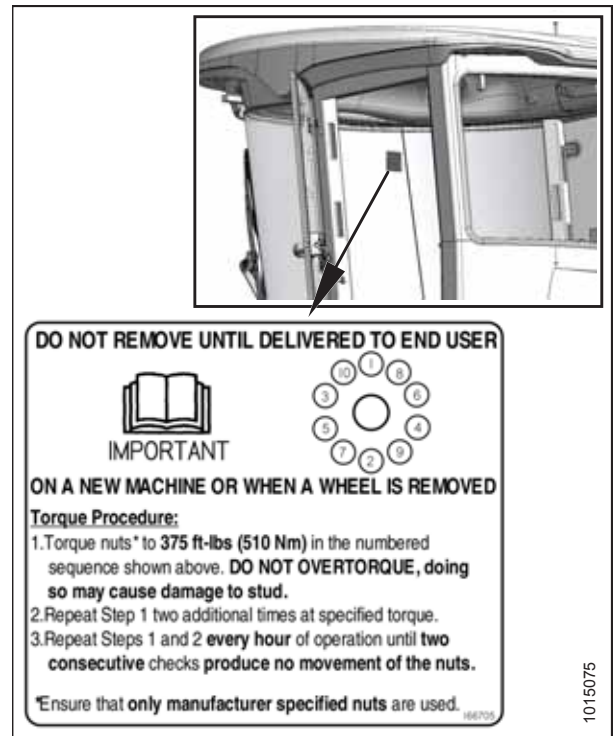 DO NOT REMOVE UNTIL DELIVERED TO END USER
10 1 8
3 6
5 4
7 2 9
IMPORTANT
ON A NEW MACHINE OR WHEN A WHEEL IS REMOVED
Torque Procedure:
1.Torque nuts* to 375 ft-lbs (510 Nm) in the numbered
sequence shown above. DO NOT OVERTORQUE, doing
so may cause damage to stud.
2.Repeat Step 1 two additional times at specified torque.
3.Repeat Steps 1 and 2 every hour of operation until two
consecutive checks produce no movement of the nuts.
*Ensure that only manufacturer specified nuts are used.
166705
1015075